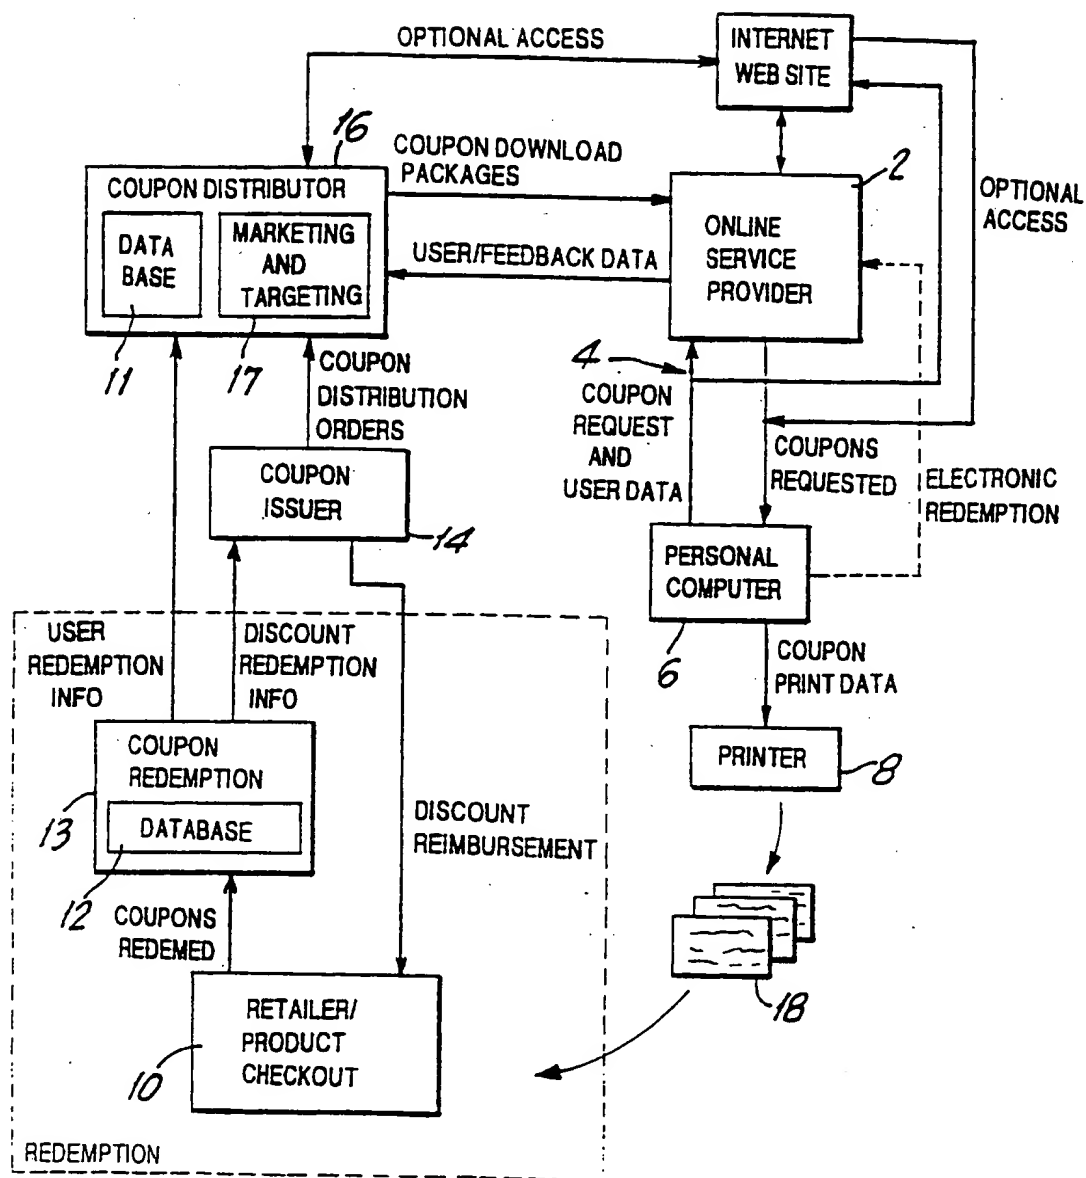 OPTIONAL ACCESS
INTERNET
WEB SITE
16
COUPON DOWNLOAD
PACKAGES
2
OPTIONAL
ACCESS
COUPON DISTRIBUTOR
DATA
BASE
MARKETING
AND
TARGETING
USER/FEEDBACK DATA
ONLINE
SERVICE
PROVIDER
11
17
COUPON
DISTRIBUTION
ORDERS
4
COUPON
REQUEST
AND
USER DATA
COUPONS
REQUESTED
ELECTRONIC
REDEMPTION
COUPON
ISSUER
14
PERSONAL
COMPUTER
6
USER
REDEMPTION
INFO
DISCOUNT
REDEMPTION
INFO
COUPON
PRINT DATA
COUPON
REDEMPTION
DATABASE
13
12
PRINTER
8
DISCOUNT
REIMBURSEMENT
COUPONS
REDEMED
18
RETAILER/
PRODUCT
CHECKOUT
10
REDEMPTION